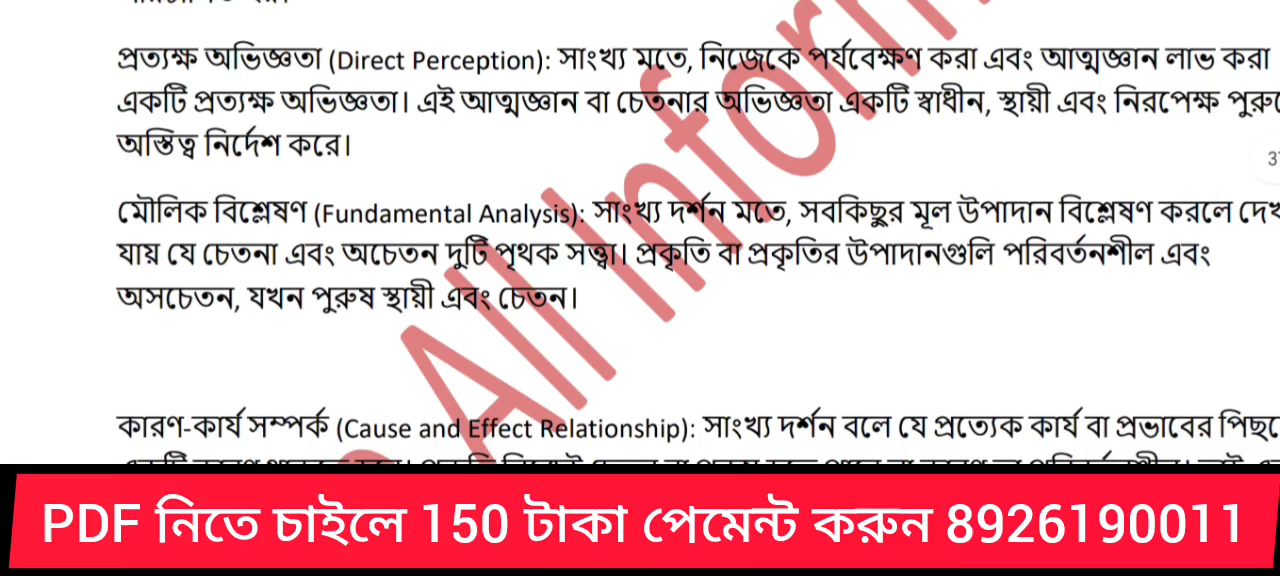 প্রত্যক্ষ অভিজ্ঞতা (Direct Perception): সাংখ্য মতে, নিজেকে পর্যবেক্ষণ করা এবং আত্মজ্ঞান লাভ করা
একটি প্রত্যক্ষ অভিজ্ঞতা। এই আত্মজ্ঞান বা চেতনার অভিজ্ঞতা একটি স্বাধীন, স্থায়ী এবং নিরপেক্ষ
অস্তিত্ব নির্দেশ করে।
মৌলিক বিশ্লেষণ (Fundamental Analysis): সাংখ্য দর্শন মতে, সবকিছুর মূল উপাদান বিশ্লেষণ করলে
যায় যে চেতনা এবং অচেতন দুটি পৃথক সত্ত্বা। প্রকৃতি বা প্রকৃতির উপাদানগুলি পরিবর্তনশীল এবং
অসচেতন, যখন পুরুষ স্থায়ী এবং চেতন।
কারণ-কার্য সম্পর্ক (Cause and Effect Relationship): সাংখ্য দর্শন বলে যে প্রত্যেক কার্য বা প্রভাবের
All
PDF নিতে চাইলে 150 টাকা পেমেন্ট করুন 8926190011